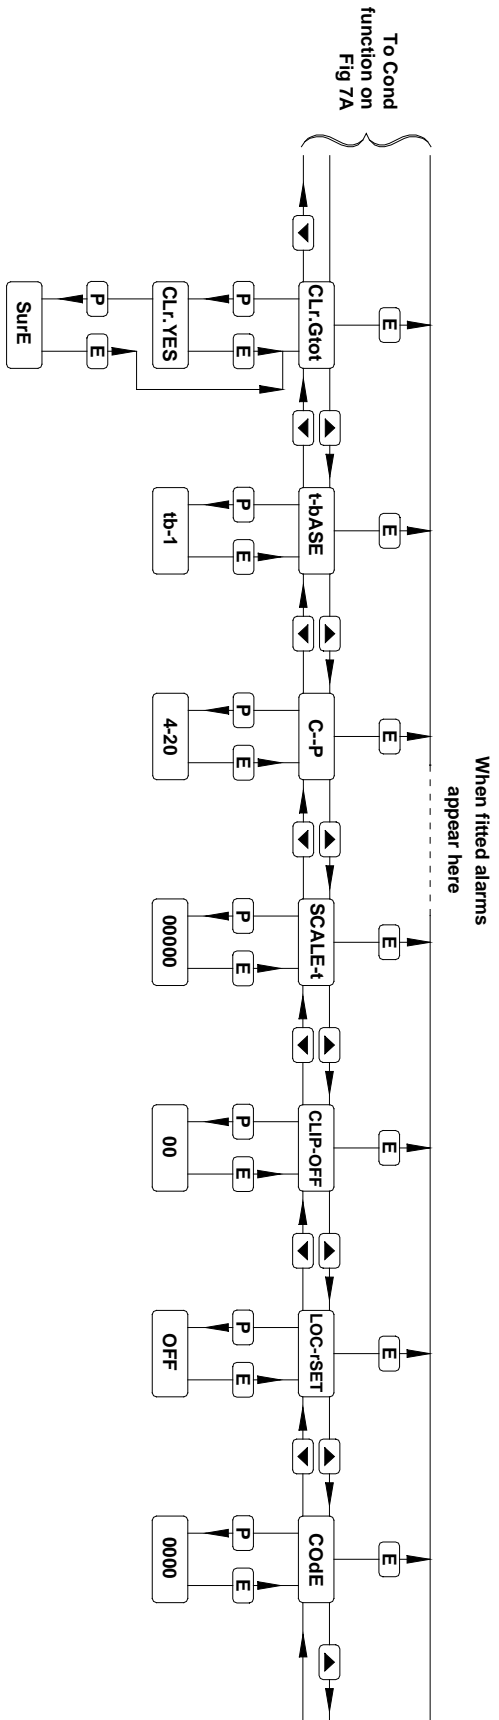 When fitted alarms
appear here
To Cond
function on
Fig 7A
E E E E E E E
CLr.Gtot t-bASE C--P SCALE-t CLIP-OFF LOC-rSET COdE
P E P E P E P E P E P E P E
CLr.YES tb-1 4-20 00000 00 OFF 0000
P E
SurE